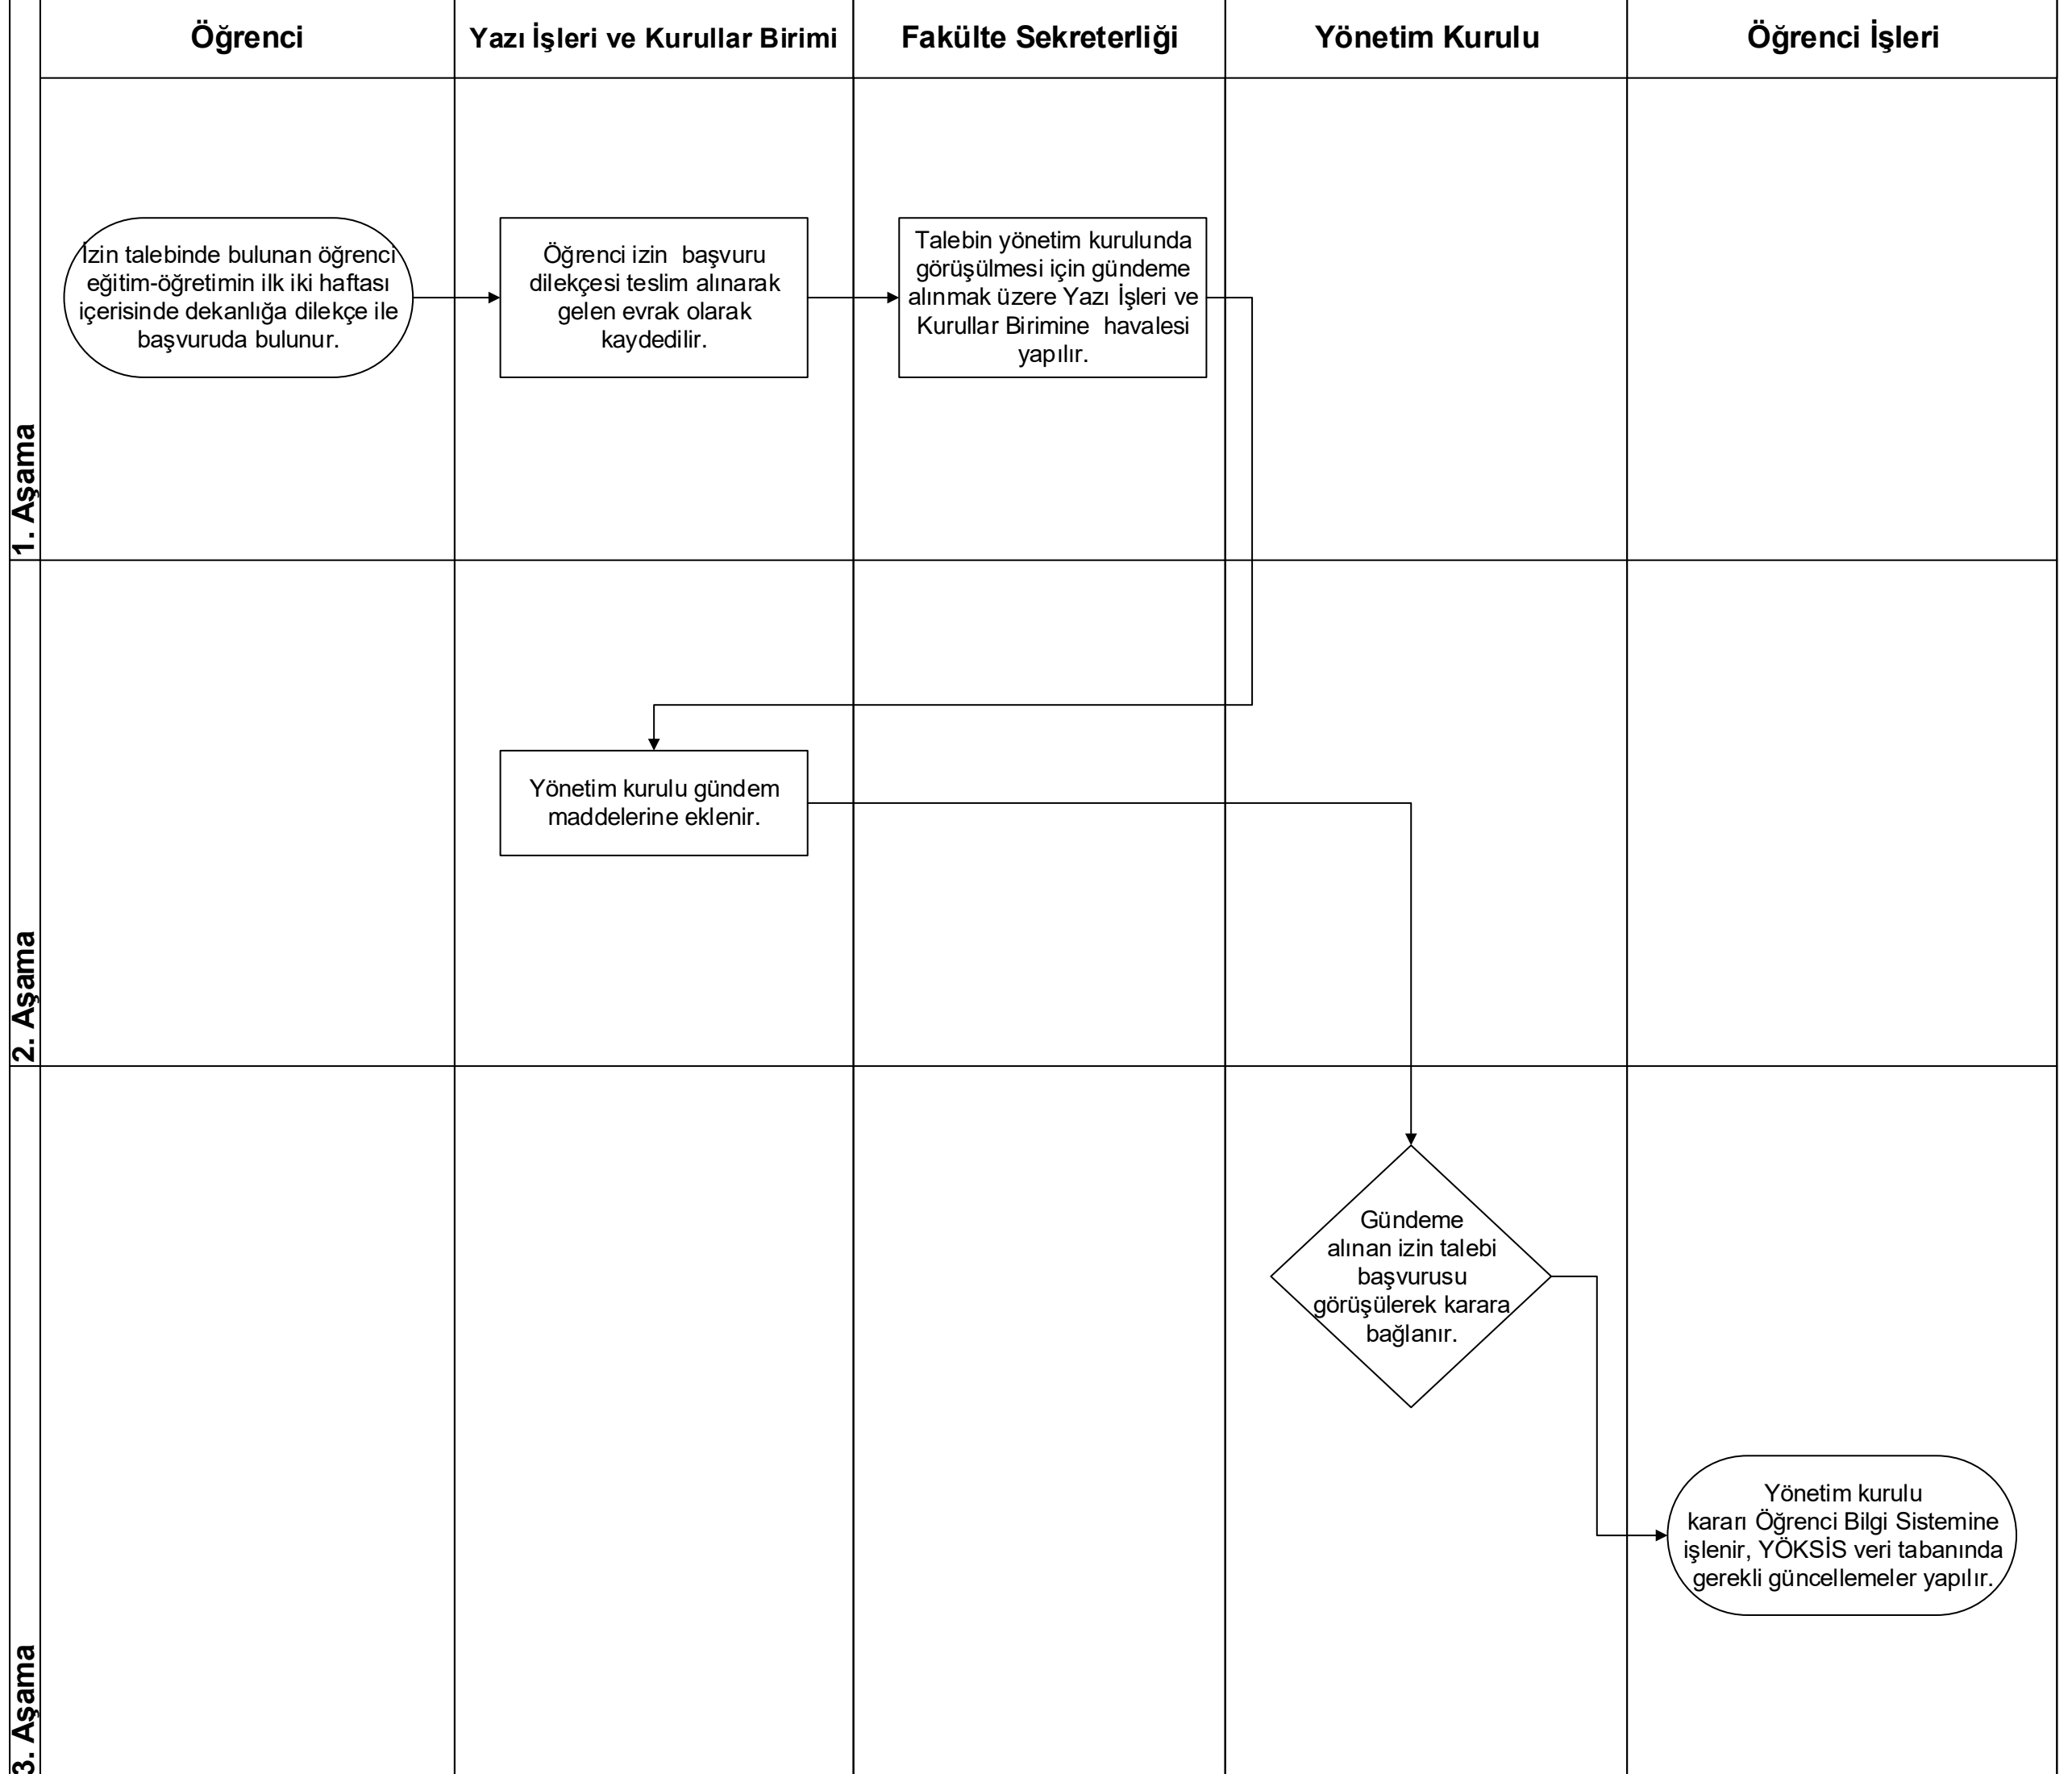 Öğrenci
Yazı İşleri ve Kurullar Birimi
Fakülte Sekreterliği
Yönetim Kurulu
Öğrenci İşleri
1. Aşama
İzin talebinde bulunan öğrenci
eğitim-öğretimin ilk iki haftası
içerisinde dekanlığa dilekçe ile
başvuruda bulunur.
Öğrenci izin  başvuru
dilekçesi teslim alınarak
gelen evrak olarak
kaydedilir.
Talebin yönetim kurulunda
görüşülmesi için gündeme
alınmak üzere Yazı İşleri ve
Kurullar Birimine  havalesi
yapılır.
2. Aşama
Yönetim kurulu gündem
maddelerine eklenir.
3. Aşama
Gündeme
alınan izin talebi
başvurusu
görüşülerek karara
bağlanır.
Yönetim kurulu
kararı Öğrenci Bilgi Sistemine
işlenir, YÖKSİS veri tabanında
gerekli güncellemeler yapılır.